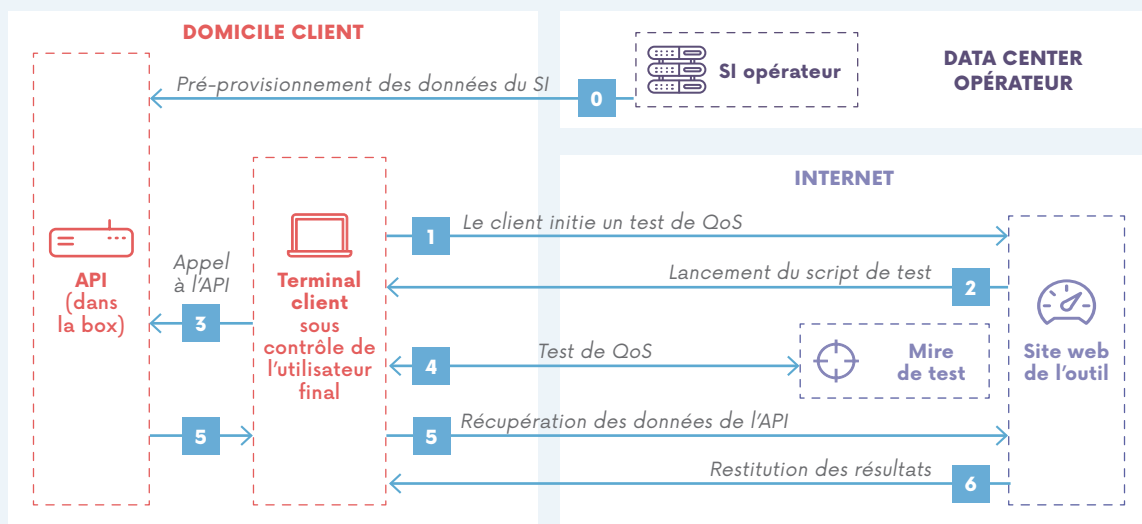 DOMICILE CLIENT
SI opérateur
DATA CENTER
OPÉRATEUR
Pré-provisionnement des données du SI
0
INTERNET
API
(dans
la box)
Appel
à l'API
3
Terminal
client
sous
contrôle de
l'utilisateur
final
1
Le client initie un test de QoS
Lancement du script de test
2
4
Test de QoS
Mire
de test
Site web
de l'outil
5
5
Récupération des données de l'API
Restitution des résultats
6